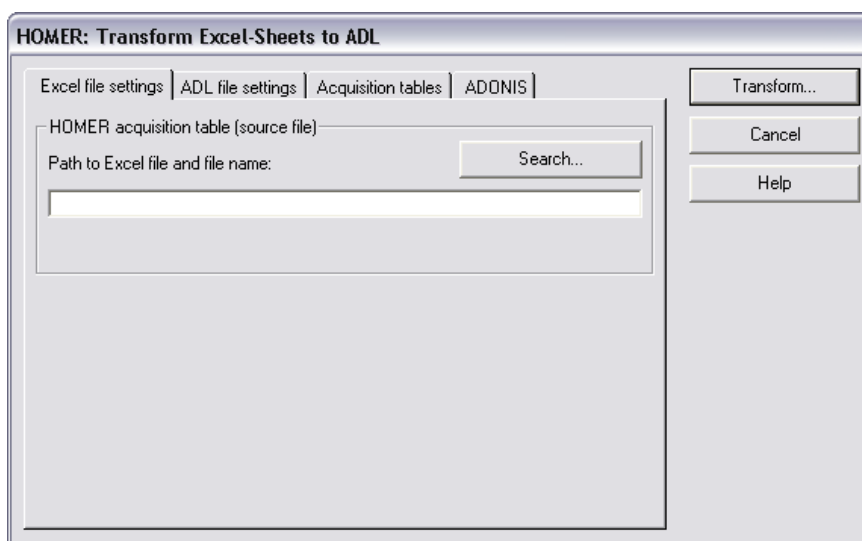 HOMER: Transform Excel-Sheets to ADL
Excel file settings ADL file settings Acquisition tables ADONIS
Transform...
HOMER acquisition table (source file)
Cancel
Path to Excel file and file name:
Search...
Help